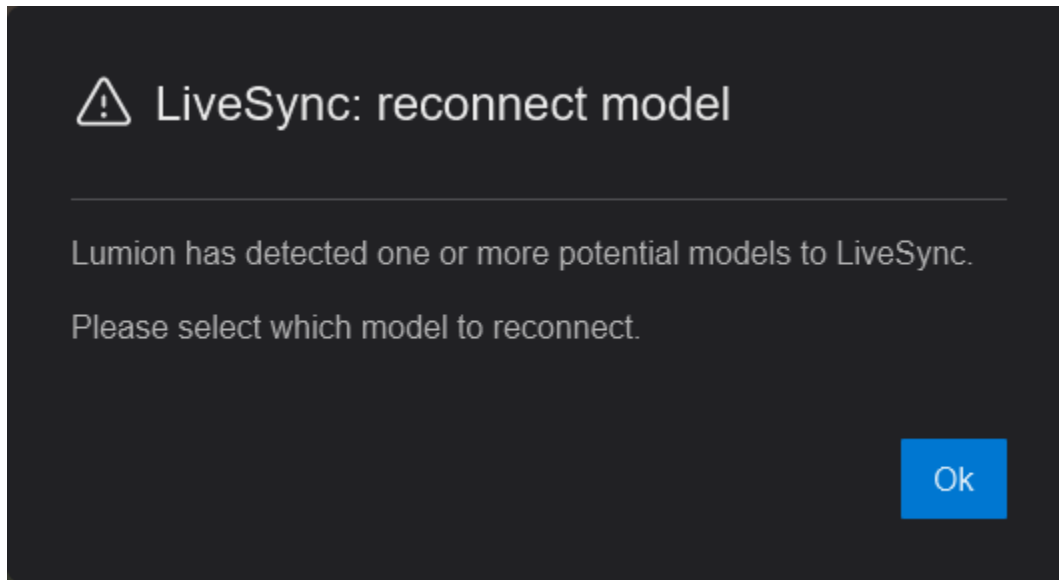 LiveSync: reconnect model
Lumion has detected one or more potential models to LiveSync.
Please select which model to reconnect.
Ok